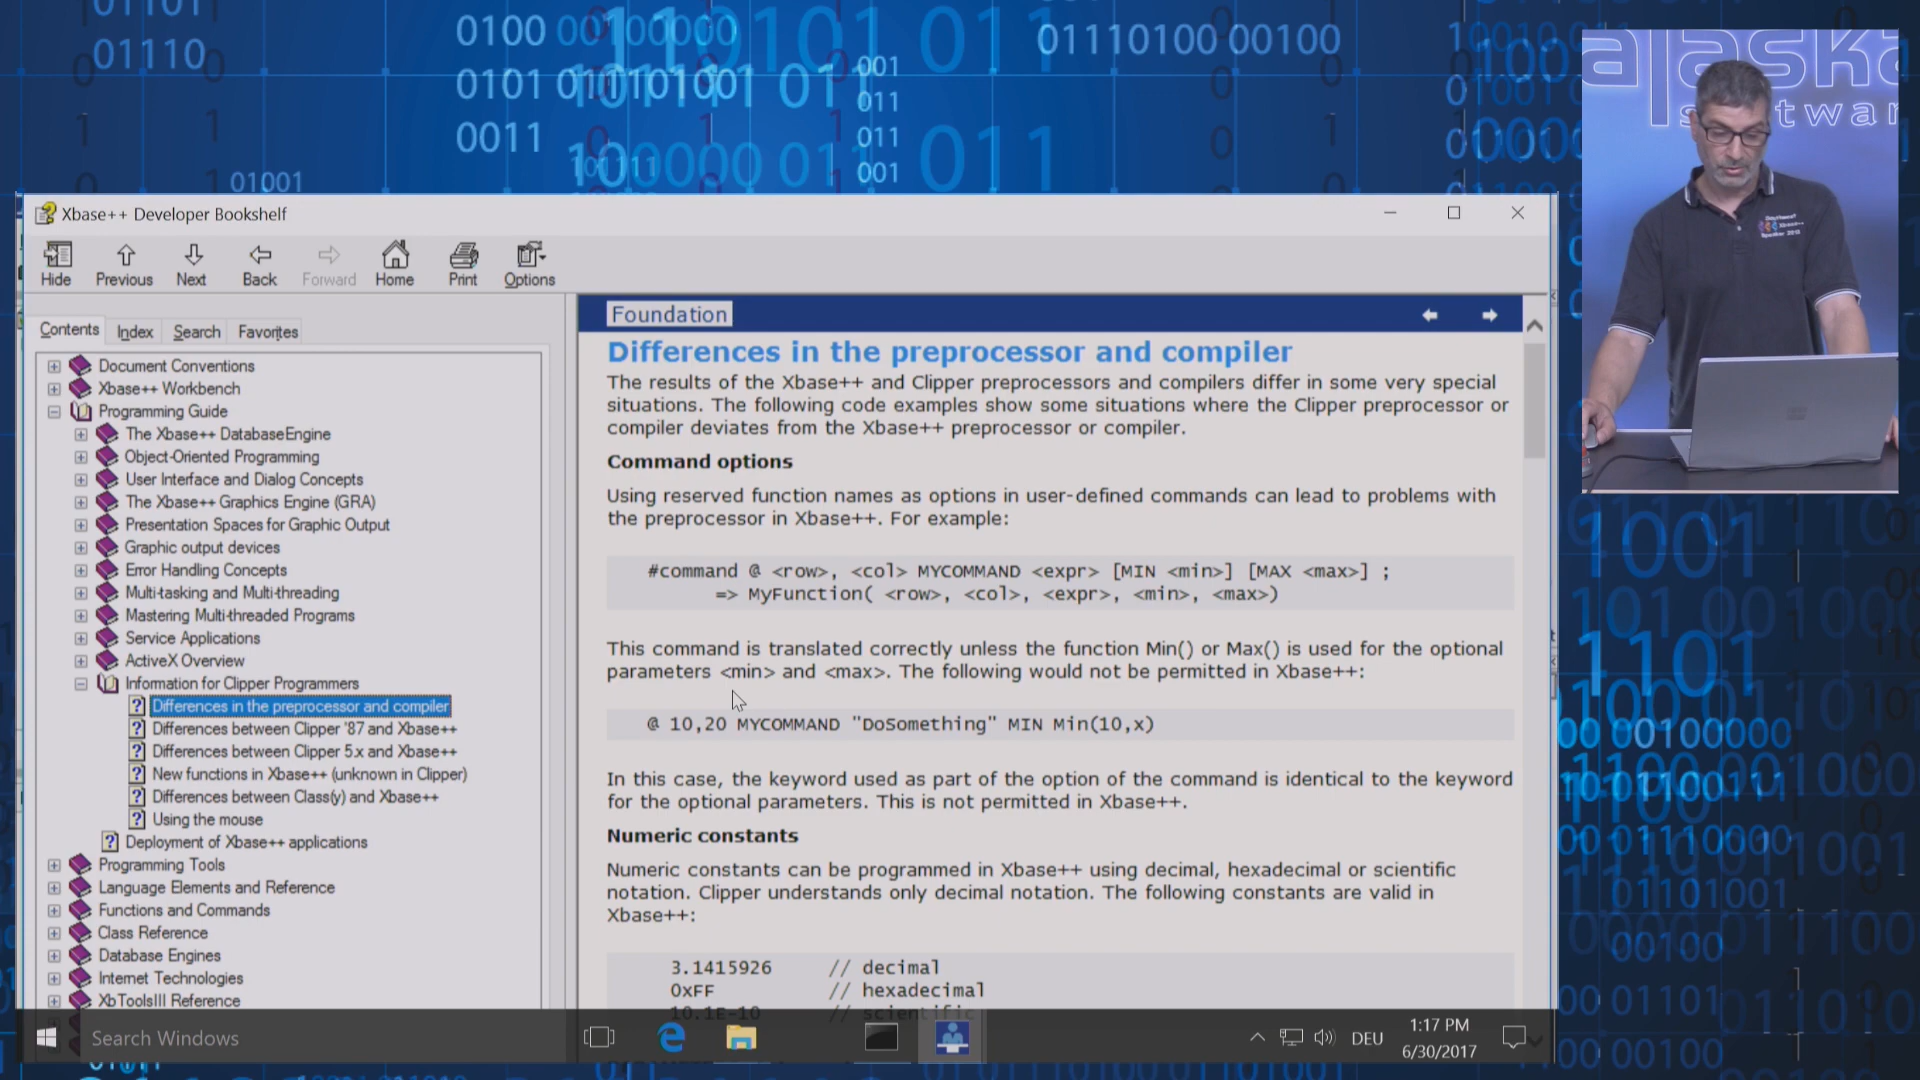 Xbase++ Developer Bookshelf
Hide
Previous
Next
Back
Forward
Home
Print
Options
Contents
Index
Search
Favorites
Document Conventions
Xbase++ Workbench
Programming Guide
The Xbase++ DatabaseEngine
Object-Oriented Programming
User Interface and Dialog Concepts
The Xbase++ Graphics Engine (GRA)
Presentation Spaces for Graphic Output
Graphic output devices
Error Handling Concepts
Multi-tasking and Multi-threading
Mastering Multi-threaded Programs
Service Applications
ActiveX Overview
Information for Clipper Programmers
Differences in the preprocessor and compiler
Differences between Clipper '87 and Xbase++
Differences between Clipper 5.x and Xbase++
New functions in Xbase++ (unknown in Clipper)
Differences between Class(y) and Xbase++
Using the mouse
Deployment of Xbase++ applications
Programming Tools
Language Elements and Reference
Functions and Commands
Class Reference
Database Engines
Internet Technologies
XbToolsIII Reference
Foundation
Differences in the preprocessor and compiler
The results of the Xbase++ and Clipper preprocessors and compilers differ in some very special
situations. The following code examples show some situations where the Clipper preprocessor or
compiler deviates from the Xbase++ preprocessor or compiler.
Command options
Using reserved function names as options in user-defined commands can lead to problems with
the preprocessor in Xbase++. For example:
#command @ <row>, <col> MYCOMMAND <expr> [MIN <min>] [MAX <max>] ;
=> MyFunction( <row>, <col>, <expr>, <min>, <max>)
This command is translated correctly unless the function Min() or Max() is used for the optional
parameters <min> and <max>. The following would not be permitted in Xbase++:
@ 10,20 MYCOMMAND "DoSomething" MIN Min(10,x)
In this case, the keyword used as part of the option of the command is identical to the keyword
for the optional parameters. This is not permitted in Xbase++.
Numeric constants
Numeric constants can be programmed in Xbase++ using decimal, hexadecimal or scientific
notation. Clipper understands only decimal notation. The following constants are valid in
Xbase++:
3.1415926 // decimal
0xFF // hexadecimal
10.1E-10 // scientific
Search Windows
DEU
1:17 PM
6/30/2017
alaska
software